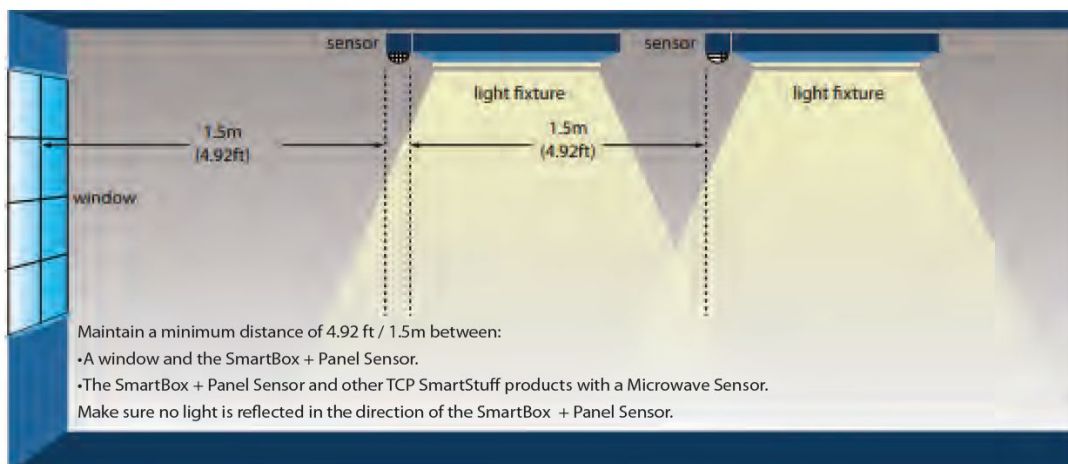 sensor
sensor
light fixture
light fixture
1.5m
(4.92ft)
1.5m
(4.92ft)
window
Maintain a minimum distance of 4.92 ft / 1.5m between:
•A window and the SmartBox + Panel Sensor.
•The SmartBox + Panel Sensor and other TCP SmartStuff products with a Microwave Sensor.
Make sure no light is reflected in the direction of the SmartBox + Panel Sensor.